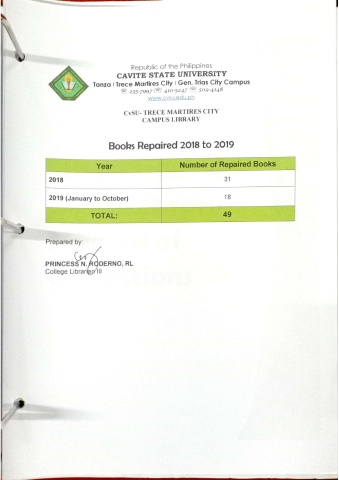 Republic of the Philippines
CAVITE STATE UNIVERSITY
Tanza | Trece Martires City | Gen. Trias City Campus
☏ 235-7997 ☏ 410-5247 ☏ 509-4148
www.cvsu.edu.ph
CvSU- TRECE MARTIRES CITY
CAMPUS LIBRARY
Books Repaired 2018 to 2019
Year Number of Repaired Books
2018 31
2019 (January to October) 18
TOTAL: 49
Prepared by:
PRINCESS N. RODERNO, RL
College Librarian III